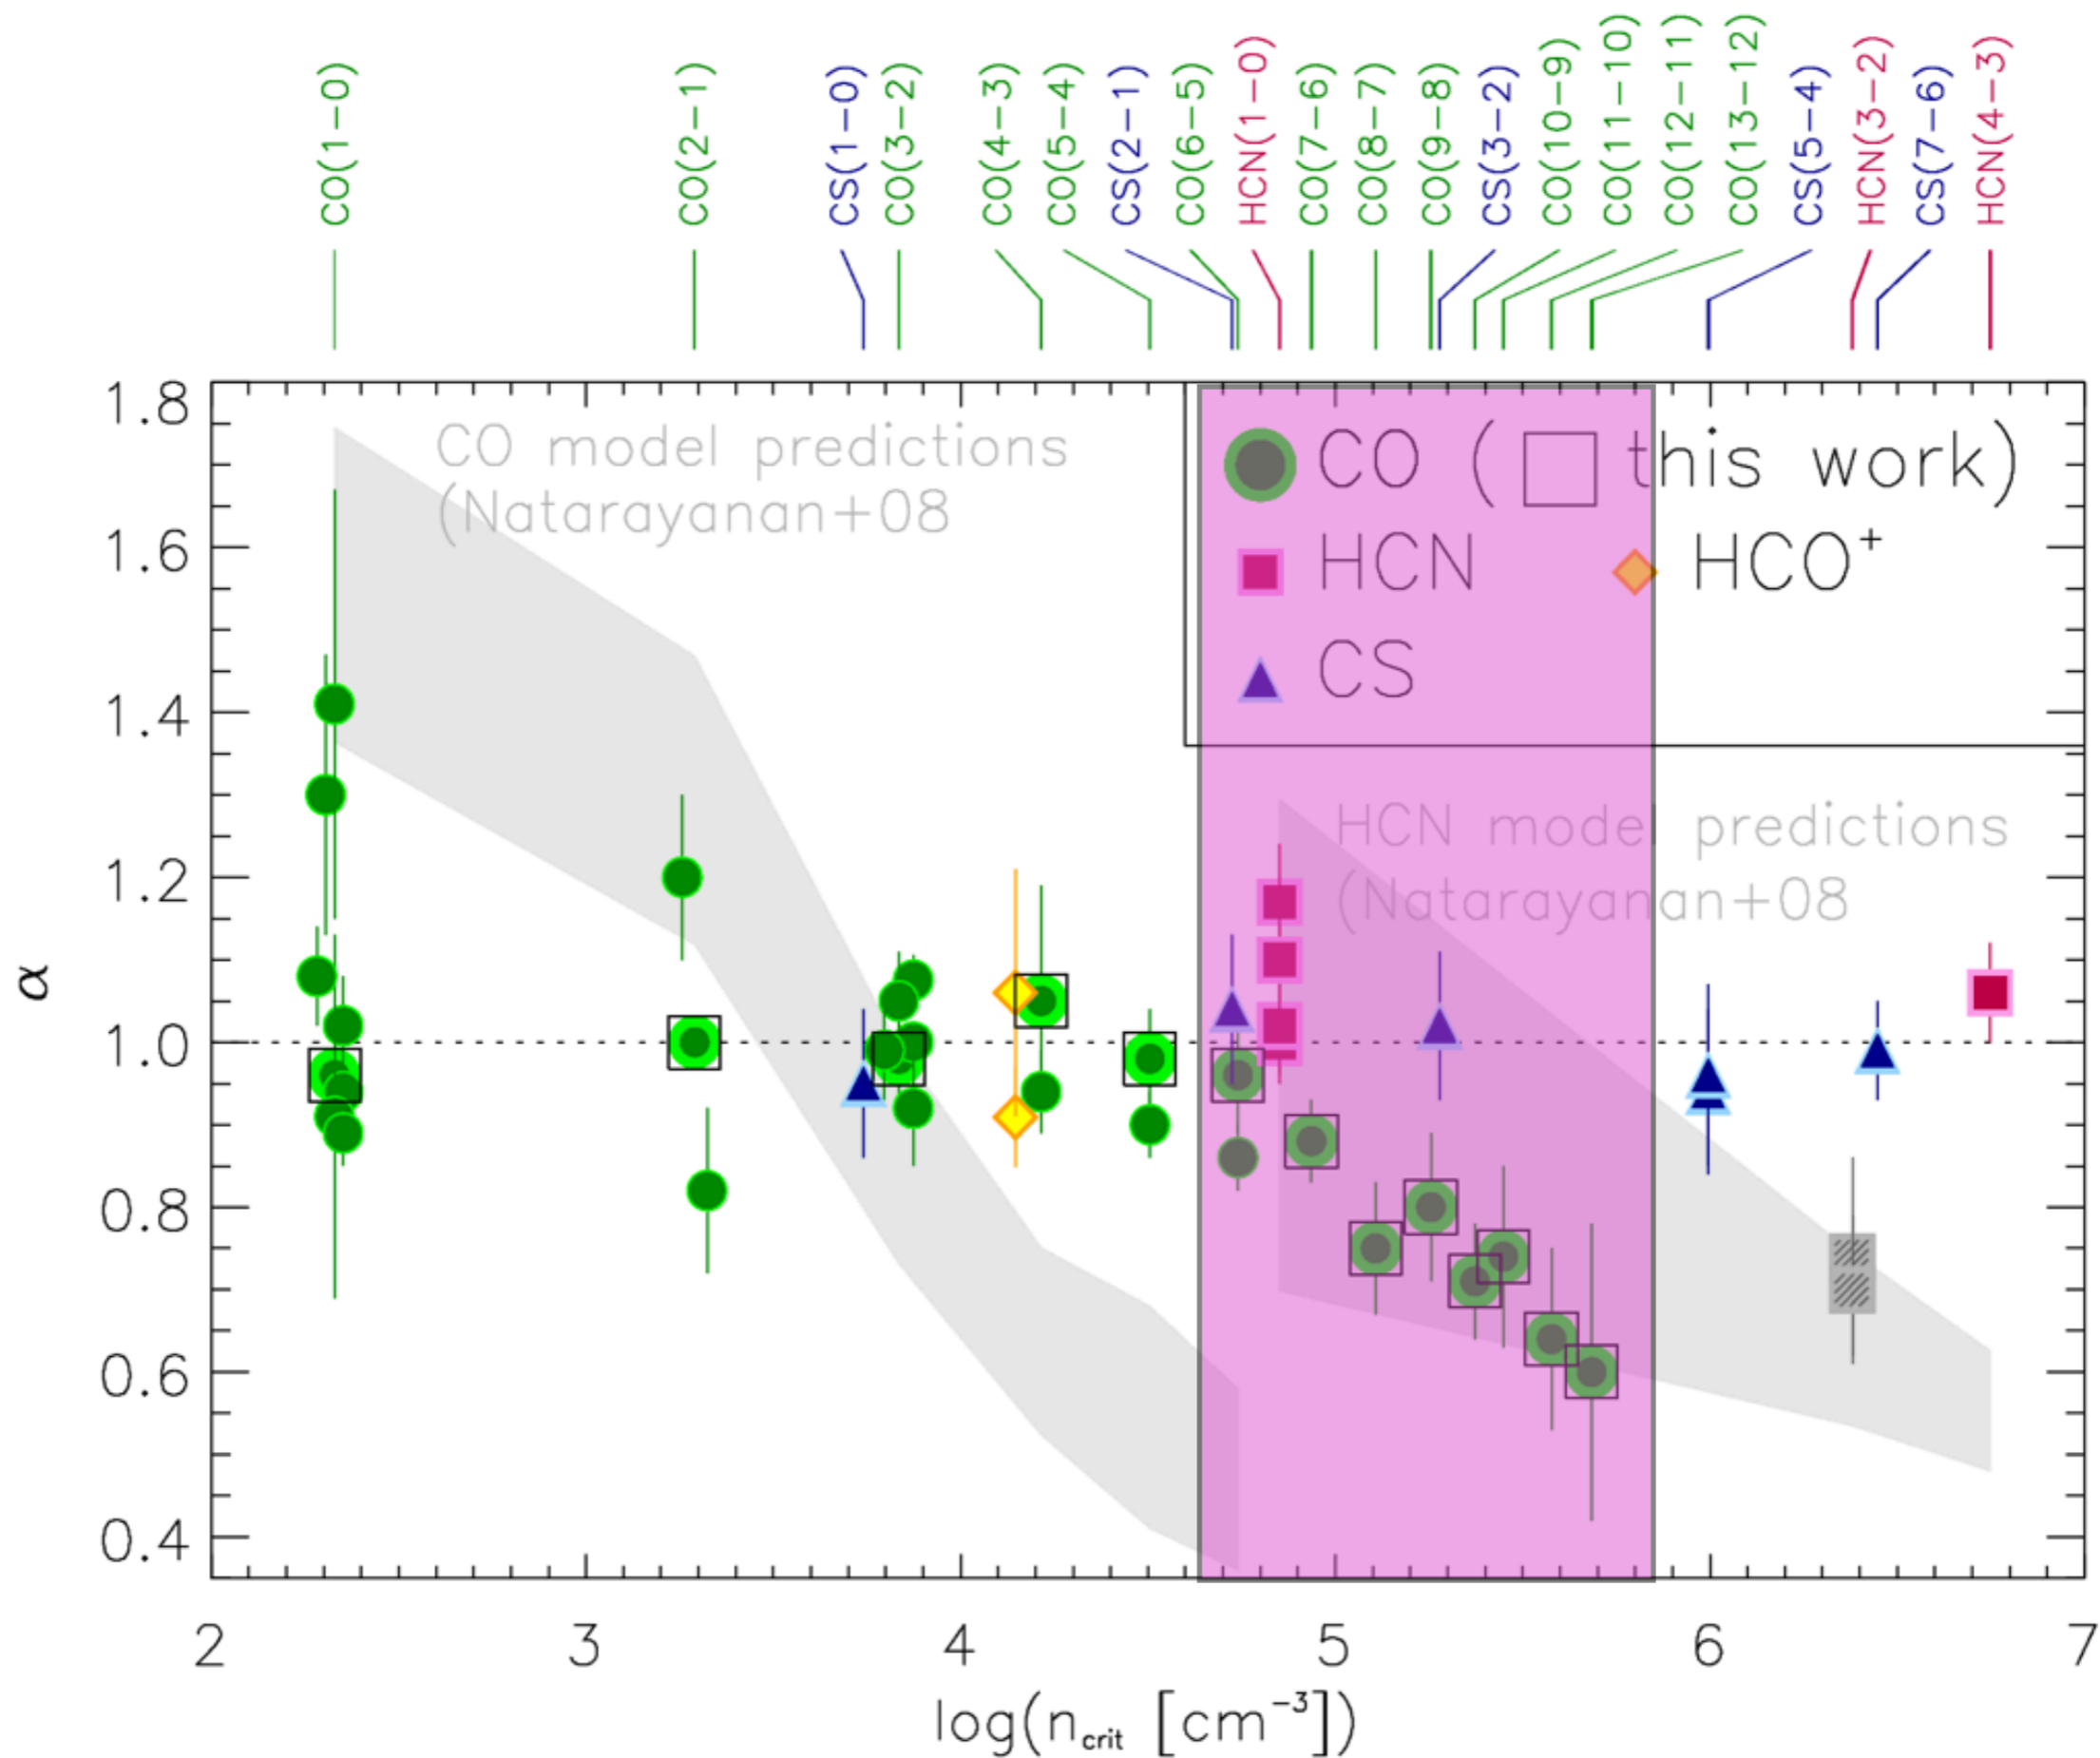 CO(1-0)
CO(2-1)
CS(1-0)
CO(3-2)
CO(4-3)
CO(5-4)
CS(2-1)
CO(6-5)
HCN(1-0)
CO(7-6)
CO(8-7)
CO(9-8)
CS(3-2)
CO(10-9)
CO(11-10)
CO(12-11)
CO(13-12)
CS(5-4)
HCN(3-2)
CS(7-6)
HCN(4-3)
1.8
1.6
1.4
1.2
1.0
0.8
0.6
0.4
α
CO model predictions
(Natarayanan+08
CO (□ this work)
HCN
HCO⁺
CS
HCN model predictions
(Natarayanan+08
2 3 4 5 6 7
log(n_crit [cm⁻³])